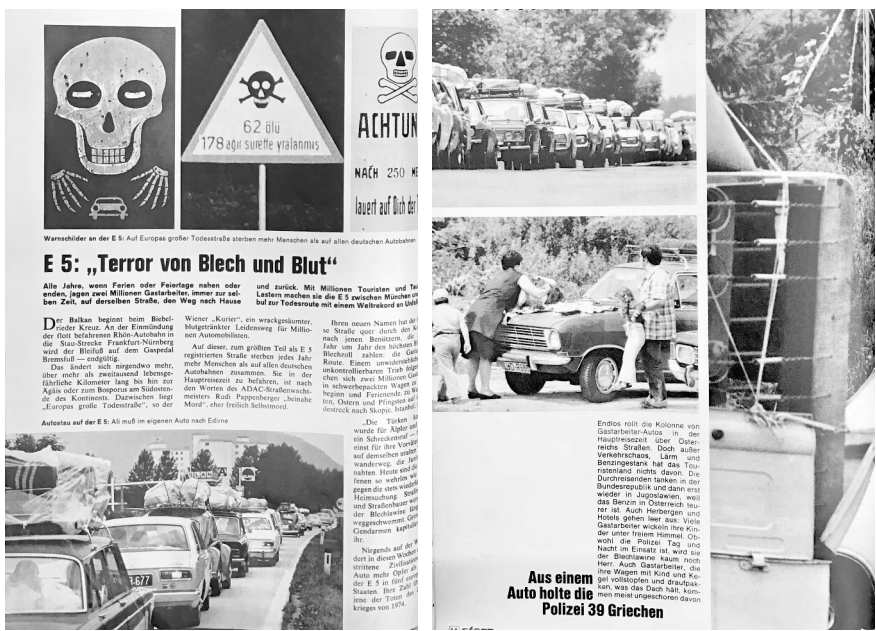 62 ölü
178 ağır surette yralanmıs
ACHTUN
NACH 250 ME
lauert auf Dich der
Warnschilder an der E 5: Auf Europas großer Todesstraße sterben mehr Menschen als auf allen deutschen Autobahnen
E 5: „Terror von Blech und Blut“
Alle Jahre, wenn Ferien oder Feiertage nahen oder
enden, jagen zwei Millionen Gastarbeiter, immer zur sel-
ben Zeit, auf derselben Straße, den Weg nach Hause
und zurück. Mit Millionen Touristen und
Lastern machen sie die E 5 zwischen München
bul zur Todesroute mit einem Weltrekord an
Der Balkan beginnt beim Biebel-
rieder Kreuz. An der Einmündung
der flott befahrenen Rhein-Autobahn in
die Stau-Strecke Frankfurt-Nürnberg
wird der Bleifuß auf dem Gaspedal
Bremsfuß — endgültig.
Das ändert sich nirgendwo mehr,
über mehr als zweitausend lebensge-
fährliche Kilometer lang bis hin zur
Ägäis oder zum Bosporus am Südosten-
de des Kontinents. Dazwischen liegt
„Europas große Todesstraße“, so der
Wiener „Kurier“, ein wrackgesäumter,
blutgetränkter Leidensweg für Millio-
nen Automobilisten.
Auf dieser, zum größten Teil als E 5
registrierten Straße sterben jedes Jahr
mehr Menschen als auf allen deutschen
Autobahnen zusammen. Sie in der
Hauptreisezeit zu befahren, ist nach
den Worten des ADAC-Straßenwacht-
meisters Rudi Pappenberger „beinahe
Mord“, eher freilich Selbstmord.
Ihren neuen Namen hat die
se Straße quer durch den
nach jenen Benützern, die
Jahr um Jahr den höchsten
Blechzoll zahlen: die
Route. Einem unwidersteh
unkontrollierbaren Trieb
chen sich zwei Millionen
in schwerbepackten Wagen zu
beginn und Ferienende, zu
ten, Ostern und Pfingsten auf
destreck nach Skopje, Istanbul,
„Die Türken
wurde für Älpler und
ein Schreckensruf
einst für ihre
auf demselben uralten
wanderweg, die
nahten. Heute sind die
fenen so wehrlos wie
gegen die stets
Heimsuchung
und Straßenbauer
der Blechlawine
weggeschwemmt.
Gendarmen
ihr.
Nirgends auf der
dert in diesen Wochen
strittene
Auto mehr Opfer als
der E 5 in fünf
Staaten. Ihre Zahl
jene der Toten des
krieges von 1974.
Autostau auf der E 5: Ali muß im eigenen Auto nach Edirne
Endlos rollt die Kolonne von
Gastarbeiter-Autos in der
Hauptreisezeit über Öster-
reichs Straßen. Doch außer
Verkehrschaos, Lärm und
Benzingestank hat das Tou-
ristenland nichts davon. Die
Durchreisenden tanken in der
Bundesrepublik und dann erst
wieder in Jugoslawien, weil
das Benzin in Österreich teu-
rer ist. Auch Herbergen und
Hotels gehen leer aus: Viele
Gastarbeiter wickeln ihre Kin-
der unter freiem Himmel. Ob-
wohl die Polizei Tag und
Nacht im Einsatz ist, wird sie
der Blechlawine kaum noch
Herr. Auch Gastarbeiter, die
ihre Wagen mit Kind und Ke-
gel vollstopfen und draufpak-
ken, was das Dach hält, kom-
men meist ungeschoren davon
Aus einem
Auto holte die
Polizei 39 Griechen